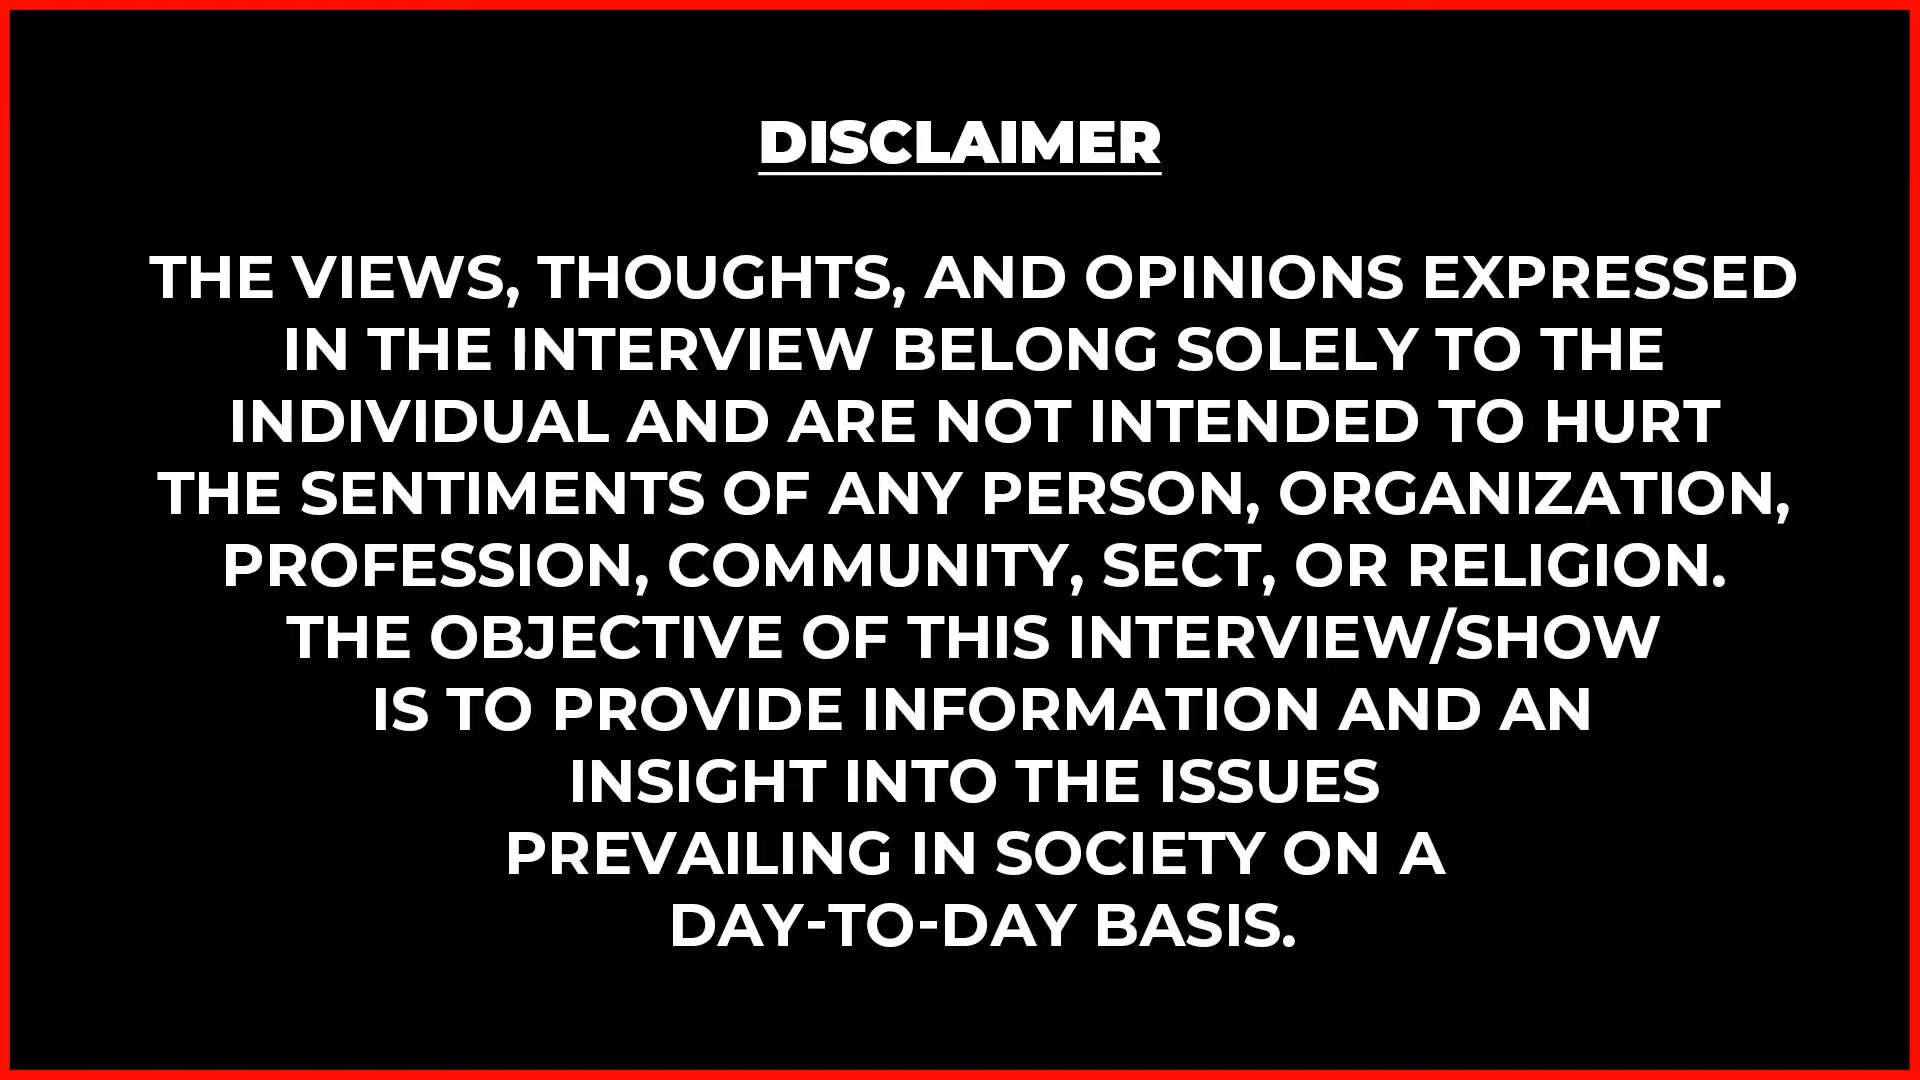 DISCLAIMER
THE VIEWS, THOUGHTS, AND OPINIONS EXPRESSED
IN THE INTERVIEW BELONG SOLELY TO THE
INDIVIDUAL AND ARE NOT INTENDED TO HURT
THE SENTIMENTS OF ANY PERSON, ORGANIZATION,
PROFESSION, COMMUNITY, SECT, OR RELIGION.
THE OBJECTIVE OF THIS INTERVIEW/SHOW
IS TO PROVIDE INFORMATION AND AN
INSIGHT INTO THE ISSUES
PREVAILING IN SOCIETY ON A
DAY-TO-DAY BASIS.